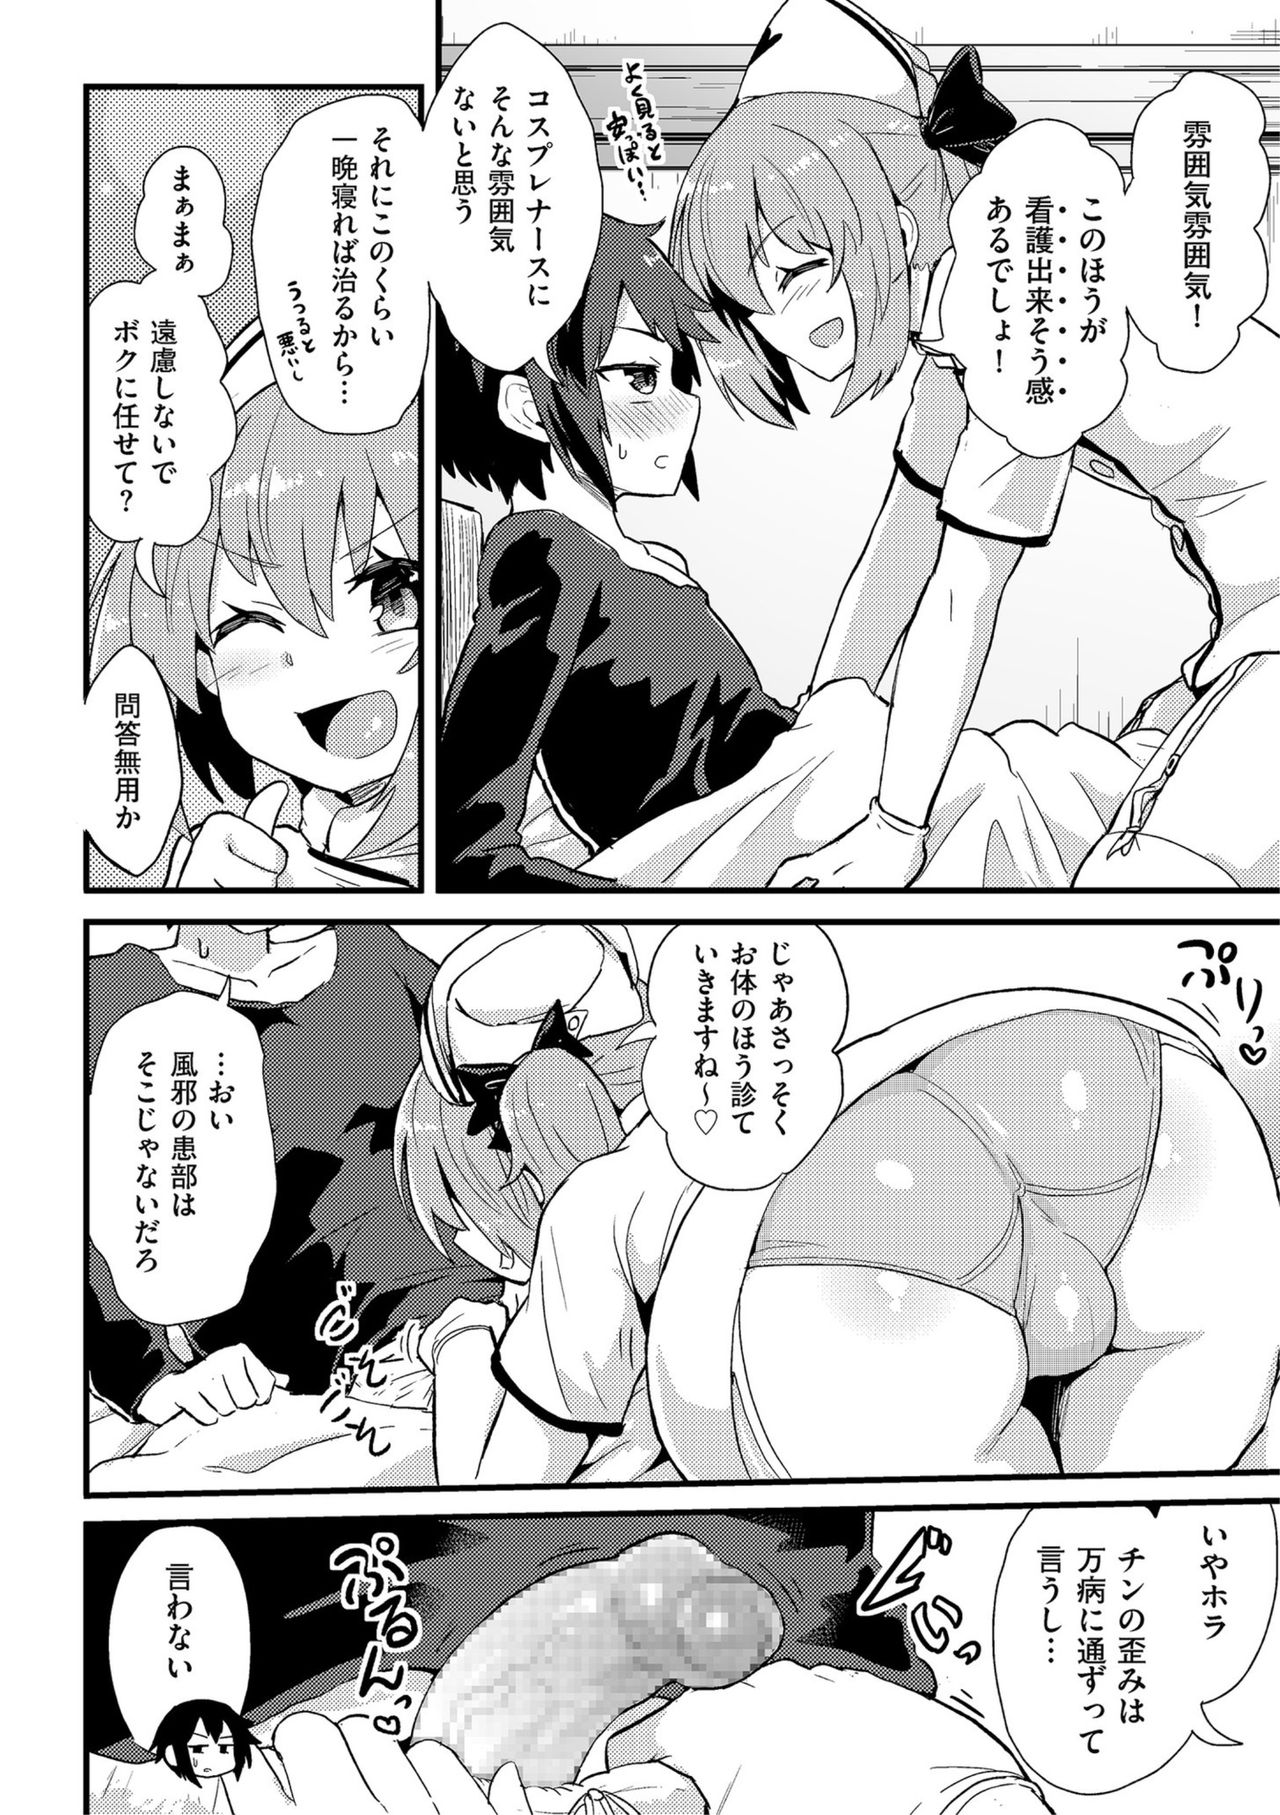 雰囲気雰囲気！
このほうが
看護出来そう感
あるでしょ！
よく見ると
安っぽい…
コスプレナースに
そんな雰囲気
ないと思う
それにこのくらい
一晩寝れば治るから…
うつると
悪いし
まぁまぁ
遠慮しないで
ボクに任せて？
問答無用か
ぷりっ♡
じゃあさっそく
お体のほう診て
いきますね～♡
…おい
風邪の患部は
そこじゃないだろ
ごそ
ごそ
いやホラ
チンの歪みは
万病に通ずって
言うし…
ぷるんっ♡
言わない